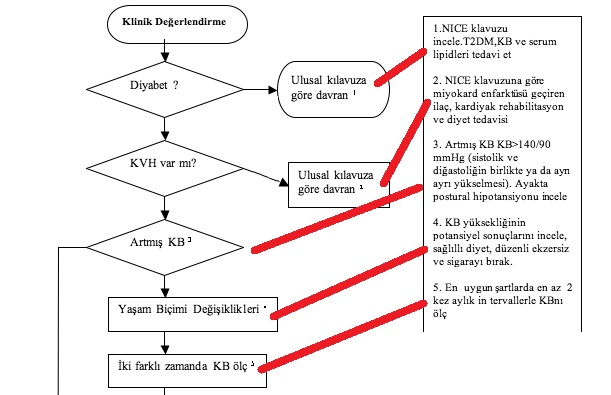 Klinik Değerlendirme
Diyabet ?
Ulusal kılavuza
göre davran ¹
KVH var mı?
Ulusal kılavuza
göre davran ²
Artmış KB ³
Yaşam Biçimi Değişiklikleri ⁴
İki farklı zamanda KB ölç ⁵
1.NICE klavuzu
incele.T2DM,KB ve serum
lipidleri tedavi et
2. NICE klavuzuna göre
miyokard enfarktüsü geçiren
ilaç, kardiyak rehabilitasyon
ve diyet tedavisi
3. Artmış KB KB>140/90
mmHg (sistolik ve
diğastoliğin birlikte ya da ayrı
ayrı yükselmesi). Ayakta
postural hipotansiyonu incele
4. KB yüksekliğinin
potansiyel sonuçlarını incele,
sağlıllı diyet, düzenli ekzersiz
ve sigarayı bırak.
5. En uygun şartlarda en az 2
kez aylık in tervallerle KBnı
ölç